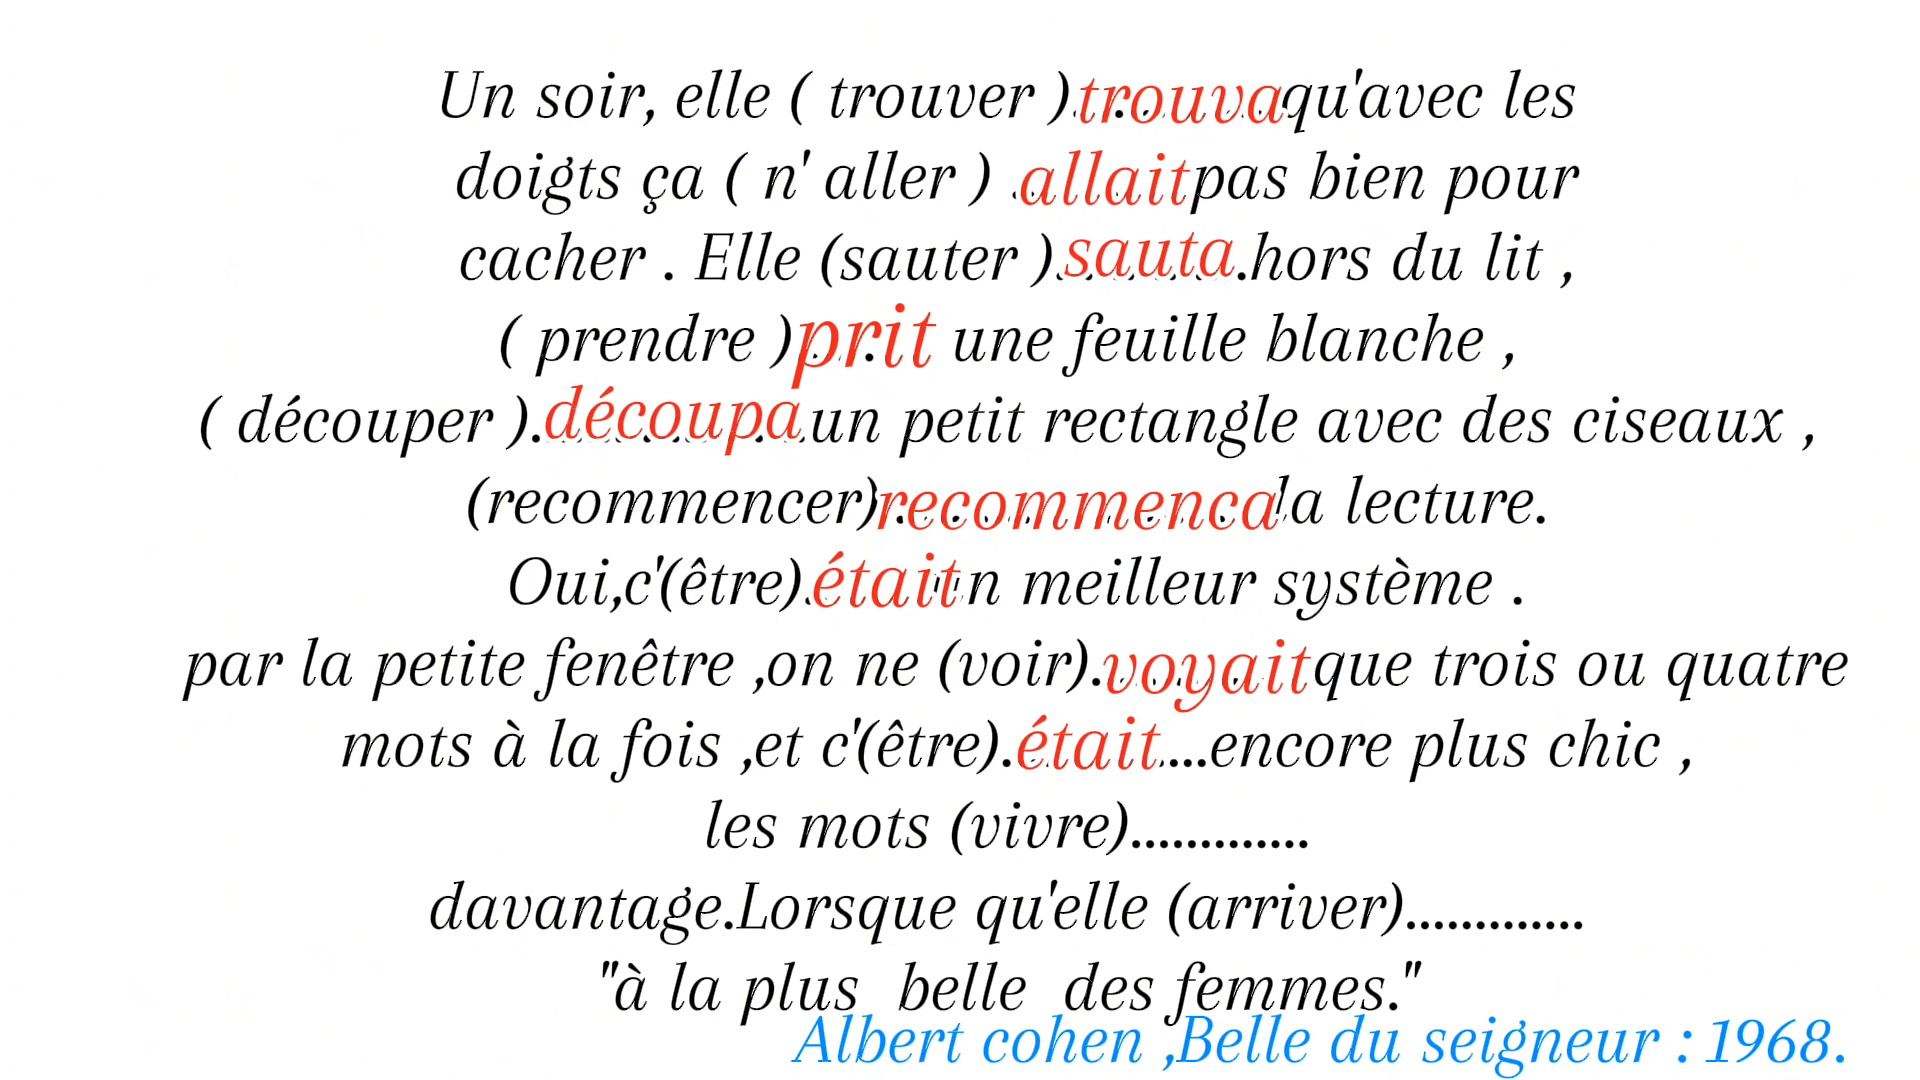 Un soir, elle ( trouver )trouva qu'avec les
doigts ça ( n' aller ) .allait pas bien pour
cacher . Elle (sauter ).sauta.hors du lit ,
( prendre )prit une feuille blanche ,
( découper ).découpa un petit rectangle avec des ciseaux ,
(recommencer)recommenca la lecture.
Oui,c'(être).était un meilleur système .
par la petite fenêtre ,on ne (voir).voyait que trois ou quatre
mots à la fois ,et c'(être).était....encore plus chic ,
les mots (vivre).............
davantage.Lorsque qu'elle (arriver).............
"à la plus belle des femmes."
Albert cohen ,Belle du seigneur : 1968.